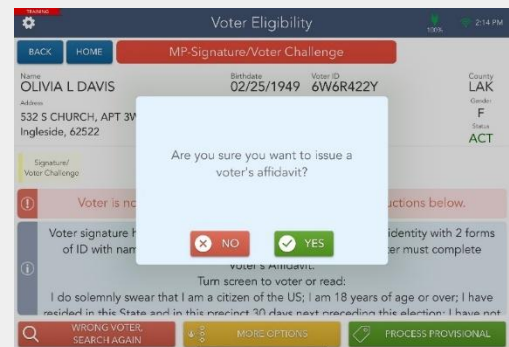 TRAINING
Voter Eligibility
100%
2:14 PM
BACK
HOME
MP-Signature/Voter Challenge
Name
OLIVIA L DAVIS
Birthdate
02/25/1949
Voter ID
6W6R422Y
County
LAK
Address
532 S CHURCH, APT 3W
Ingleside, 62522
Gender
F
Status
ACT
Signature/
Voter Challenge
Are you sure you want to issue a
voter's affidavit?
NO
YES
Voter is no
uctions below.
Voter signature h
identity with 2 forms
of ID with nam
er must complete
Voter's Affidavit.
Turn screen to voter or read:
I do solemnly swear that I am a citizen of the US; I am 18 years of age or over; I have
resided in this State and in this precinct 30 days next preceding this election; I have not
WRONG VOTER,
SEARCH AGAIN
MORE OPTIONS
PROCESS PROVISIONAL